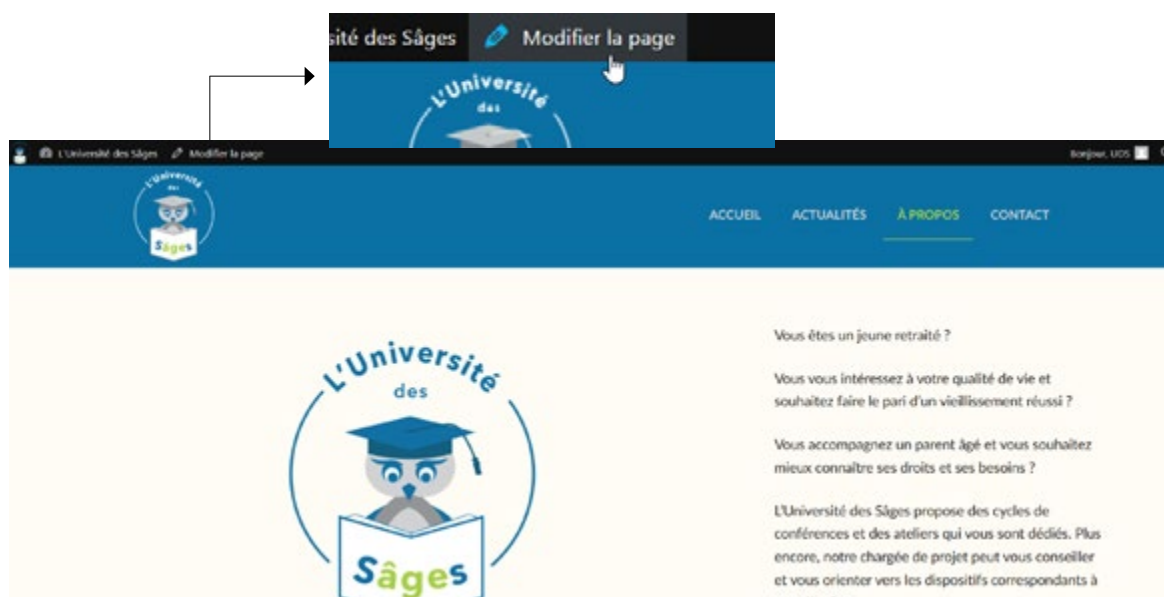 sité des Sâges Modifier la page
L'Université
des
L'Université des Sâges Modifier la page
Bonjour, UDS
L'Université
des
Sâges
ACCUEIL ACTUALITÉS À PROPOS CONTACT
L'Université
des
Sâges
Vous êtes un jeune retraité ?
Vous vous intéressez à votre qualité de vie et
souhaitez faire le pari d'un vieillissement réussi ?
Vous accompagnez un parent âgé et vous souhaitez
mieux connaître ses droits et ses besoins ?
L'Université des Sâges propose des cycles de
conférences et des ateliers qui vous sont dédiés. Plus
encore, notre chargée de projet peut vous conseiller
et vous orienter vers les dispositifs correspondants à